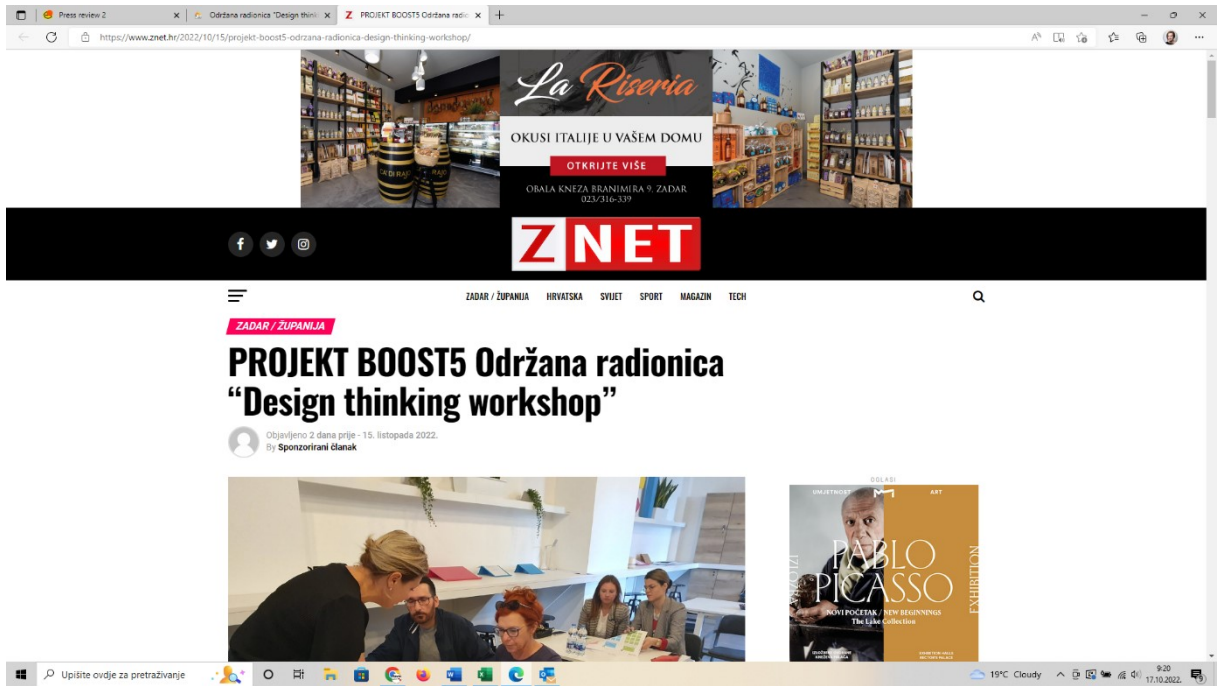 Press review 2
Održana radionica "Design think
PROJEKT BOOST5 Održana radio
https://www.znet.hr/2022/10/15/projekt-boost5-odrzana-radionica-design-thinking-workshop/
La Riseria
OKUSI ITALIJE U VAŠEM DOMU
OTKRIJTE VIŠE
OBALA KNEZA BRANIMIRA 9, ZADAR
023/316-339
Z NET
ZADAR / ŽUPANIJA HRVATSKA SVIJET SPORT MAGAZIN TECH
ZADAR / ŽUPANIJA
PROJEKT BOOST5 Održana radionica
“Design thinking workshop”
Objavljeno 2 dana prije - 15. listopada 2022.
By Sponzorirani članak
OGLASI
UMJETNOST ART
IZLOŽBA
PABLO
PICASSO
EXHIBITION
NOVI POČETAK / NEW BEGINNINGS
The Lake Collection
Upišite ovdje za pretraživanje
19°C Cloudy
9:20
17.10.2022.